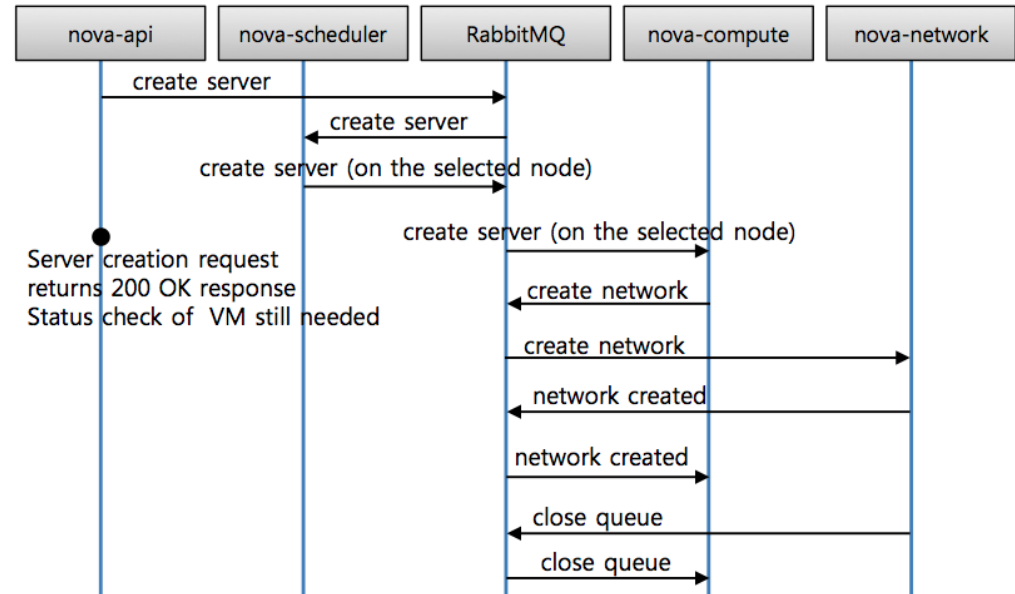 nova-api
nova-scheduler
RabbitMQ
nova-compute
nova-network
create server
create server
create server (on the selected node)
create server (on the selected node)
Server creation request
returns 200 OK response
Status check of VM still needed
create network
create network
network created
network created
close queue
close queue